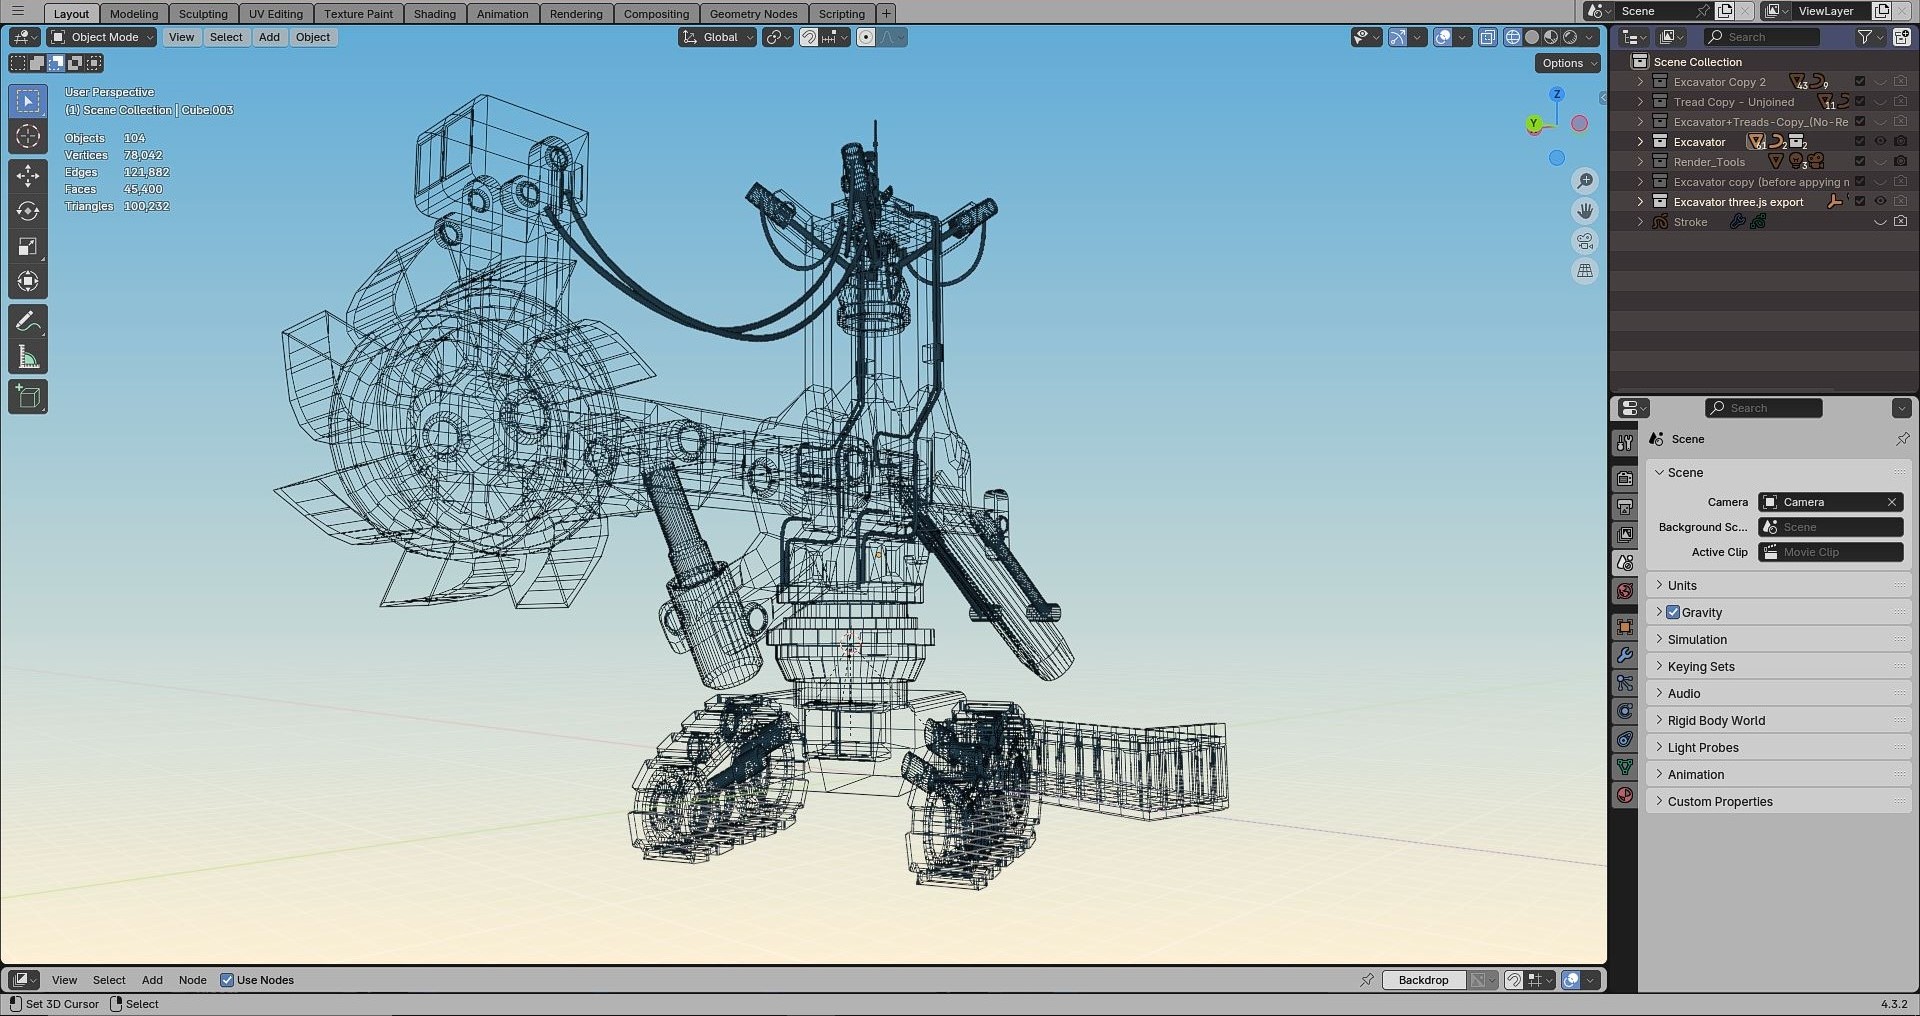 Layout Modeling Sculpting UV Editing Texture Paint Shading Animation Rendering Compositing Geometry Nodes Scripting +
Scene
ViewLayer
Object Mode View Select Add Object
Global
Search
Options
User Perspective
(1) Scene Collection | Cube.003
Objects 104
Vertices 78,042
Edges 121,882
Faces 45,400
Triangles 100,232
Z
Y
Scene Collection
Excavator Copy 2 43 9
Tread Copy - Unjoined 11
Excavator+Treads-Copy_(No-Re
Excavator 61 2 2
Render_Tools 3
Excavator copy (before appying m
Excavator three.js export
Stroke
Search
Scene
Scene
Camera Camera
Background Sc... Scene
Active Clip Movie Clip
Units
Gravity
Simulation
Keying Sets
Audio
Rigid Body World
Light Probes
Animation
Custom Properties
View Select Add Node Use Nodes
Backdrop
Set 3D Cursor Select
4.3.2